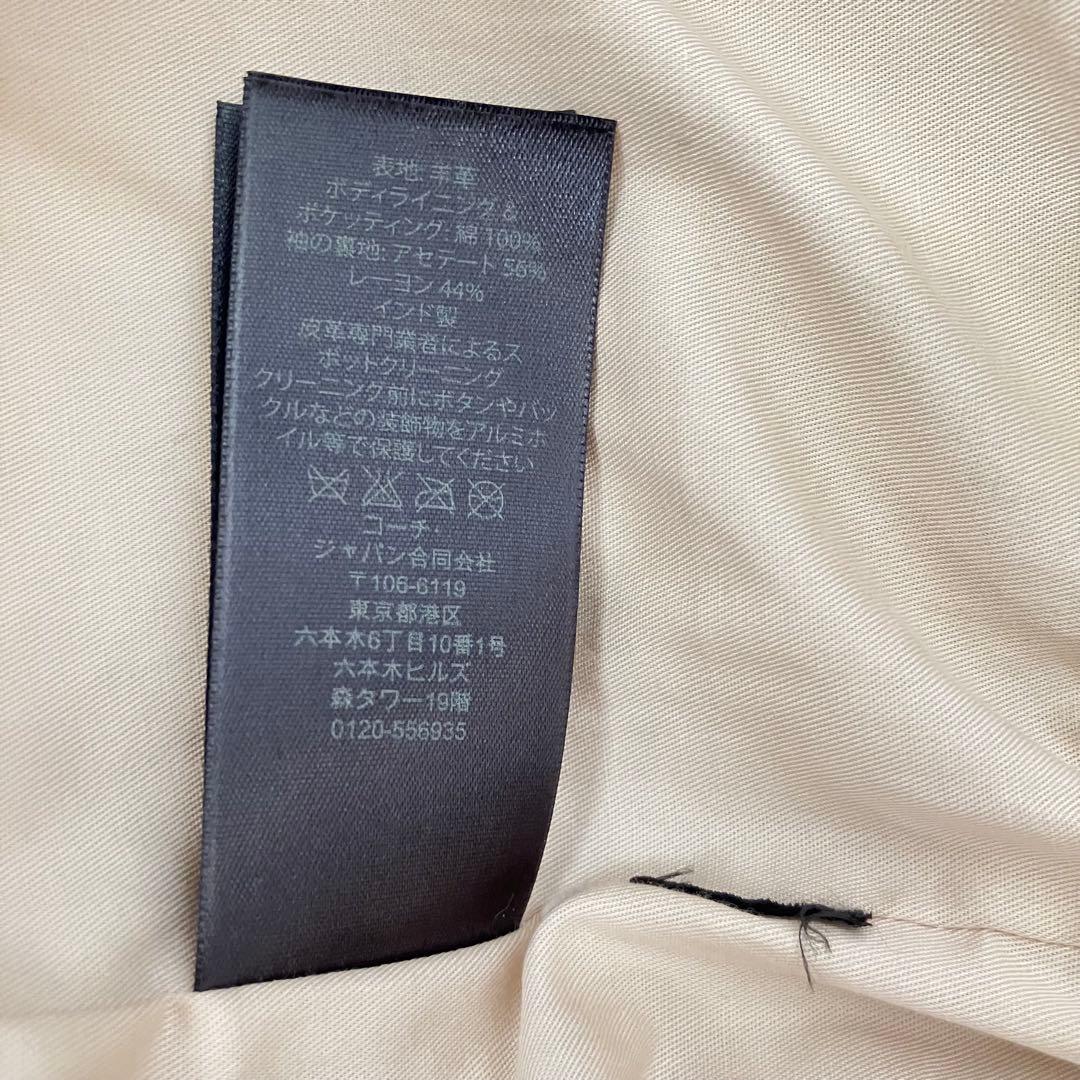 表地: 羊革
ボディライニング &
ポケッティング: 綿 100%
袖の裏地: アセテート 56%
レーヨン 44%
インド製
皮革専門業者によるス
ポットクリーニング
クリーニング前にボタンやバッ
クルなどの装飾物をアルミホ
イル等で保護してください
コーチ・
ジャパン合同会社
〒106-6119
東京都港区
六本木6丁目10番1号
六本木ヒルズ
森タワー19階
0120-556935